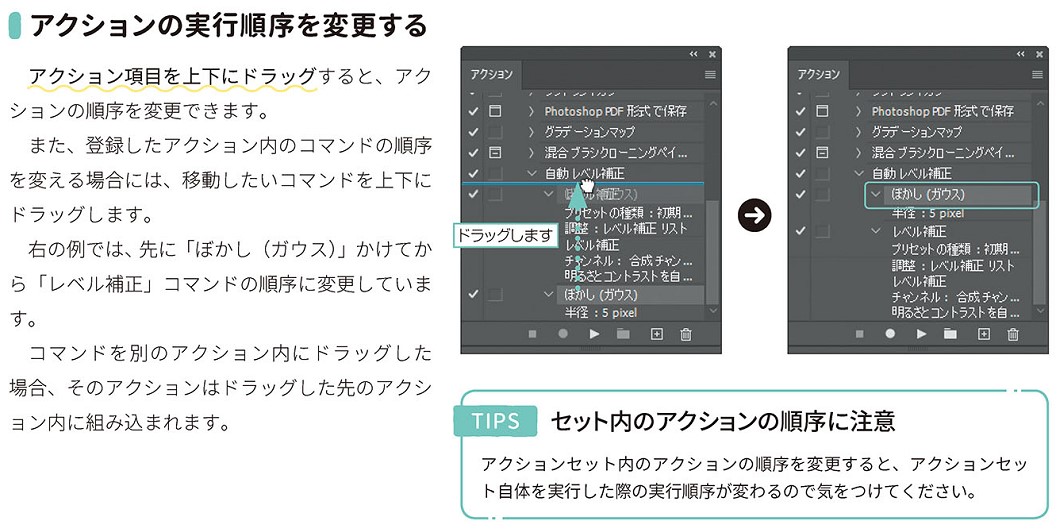 アクションの実行順序を変更する
アクション項目を上下にドラッグすると、アク
ションの順序を変更できます。
また、登録したアクション内のコマンドの順序
を変える場合には、移動したいコマンドを上下に
ドラッグします。
右の例では、先に「ぼかし（ガウス）」かけてか
ら「レベル補正」コマンドの順序に変更していま
す。
コマンドを別のアクション内にドラッグした
場合、そのアクションはドラッグした先のアクシ
ョン内に組み込まれます。
アクション
Photoshop PDF 形式で保存
グラデーションマップ
混合ブラシクローニングペイ...
自動レベル補正
プリセットの種類：初期...
調整：レベル補正 リスト
レベル補正
チャンネル： 合成チャン...
明るさとコントラストを自...
ぼかし (ガウス)
半径：5 pixel
ドラッグします
アクション
Photoshop PDF 形式で保存
グラデーションマップ
混合ブラシクローニングペイ...
自動レベル補正
ぼかし (ガウス)
半径：5 pixel
レベル補正
プリセットの種類：初期...
調整：レベル補正 リスト
レベル補正
チャンネル： 合成チャン...
明るさとコントラストを自...
TIPS セット内のアクションの順序に注意
アクションセット内のアクションの順序を変更すると、アクションセッ
ト自体を実行した際の実行順序が変わるので気をつけてください。